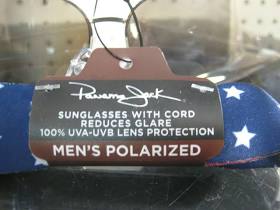 Panama Jack
SUNGLASSES WITH CORD
REDUCES GLARE
100% UVA-UVB LENS PROTECTION
MEN'S POLARIZED